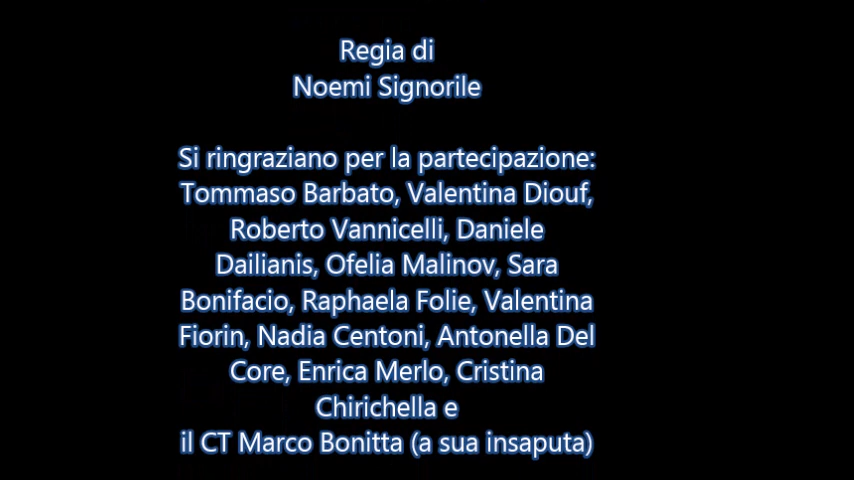 Regia di
Noemi Signorile
Si ringraziano per la partecipazione:
Tommaso Barbato, Valentina Diouf,
Roberto Vannicelli, Daniele
Dailianis, Ofelia Malinov, Sara
Bonifacio, Raphaela Folie, Valentina
Fiorin, Nadia Centoni, Antonella Del
Core, Enrica Merlo, Cristina
Chirichella e
il CT Marco Bonitta (a sua insaputa)